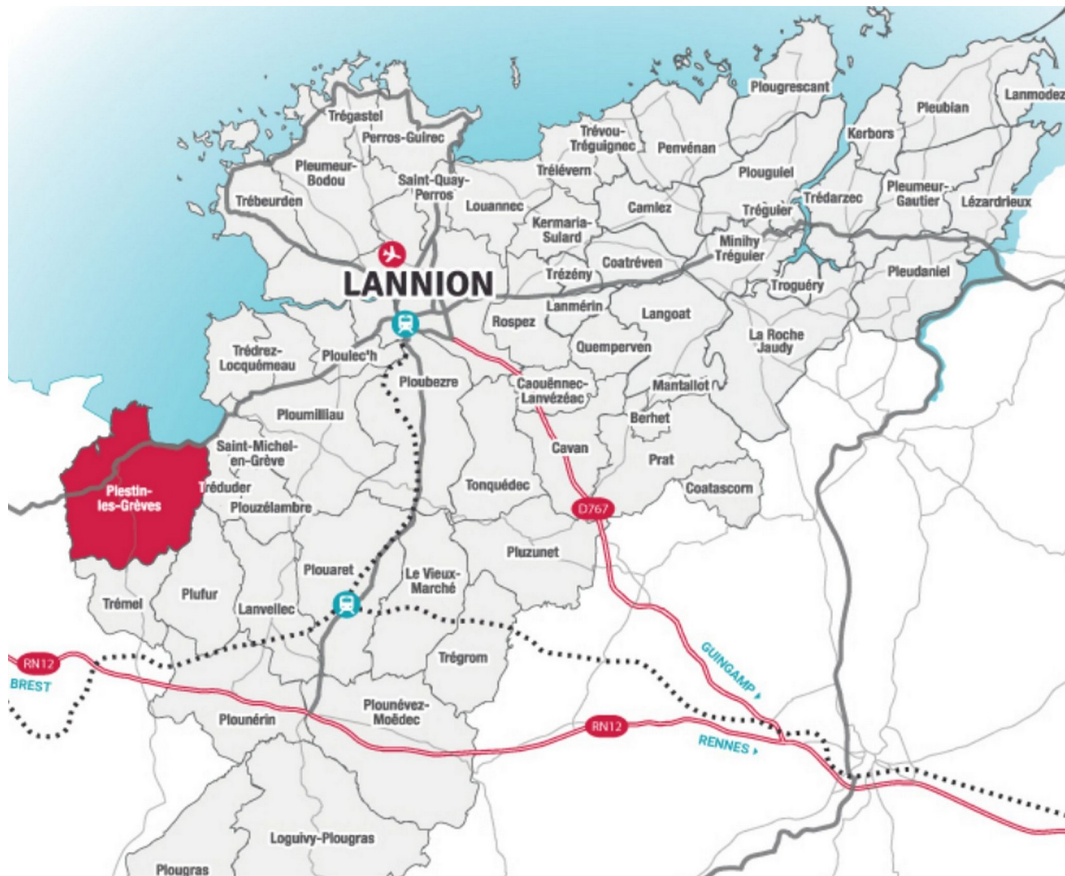 Plougrescant
Lanmodez
Pleubian
Trégastel
Perros-Guirec
Trévou-
Tréguignec
Penvénan
Kerbors
Pleumeur-
Bodou
Trélévern
Plouguiel
Saint-Quay-
Perros
Trébeurden
Louannec
Camlez
Tréguier
Trédarzec
Pleumeur-
Gautier
Lézardrieux
Kermaria-
Sulard
Minihy
Tréguier
Coatréven
Trézény
Pleudaniel
Troguéry
LANNION
Lanmérin
Rospez
Langoat
La Roche
Jaudy
Quemperven
Trédrez-
Locquémeau
Ploulec'h
Ploubezre
Caouënnec-
Lanvézéac
Mantallot
Berhet
Ploumilliau
Saint-Michel-
en-Grève
Cavan
Prat
Tréduder
Plestin-
les-Grèves
Tonquédec
Coatascorn
Plouzélambre
D767
Pluzunet
Plouaret
Le Vieux-
Marché
Trémel
Plufur
Lanvellec
Trégrom
RN12
BREST
GUINGAMP
Plounévez-
Moëdec
Plounérin
RN12
RENNES
Loguivy-Plougras
Plougras